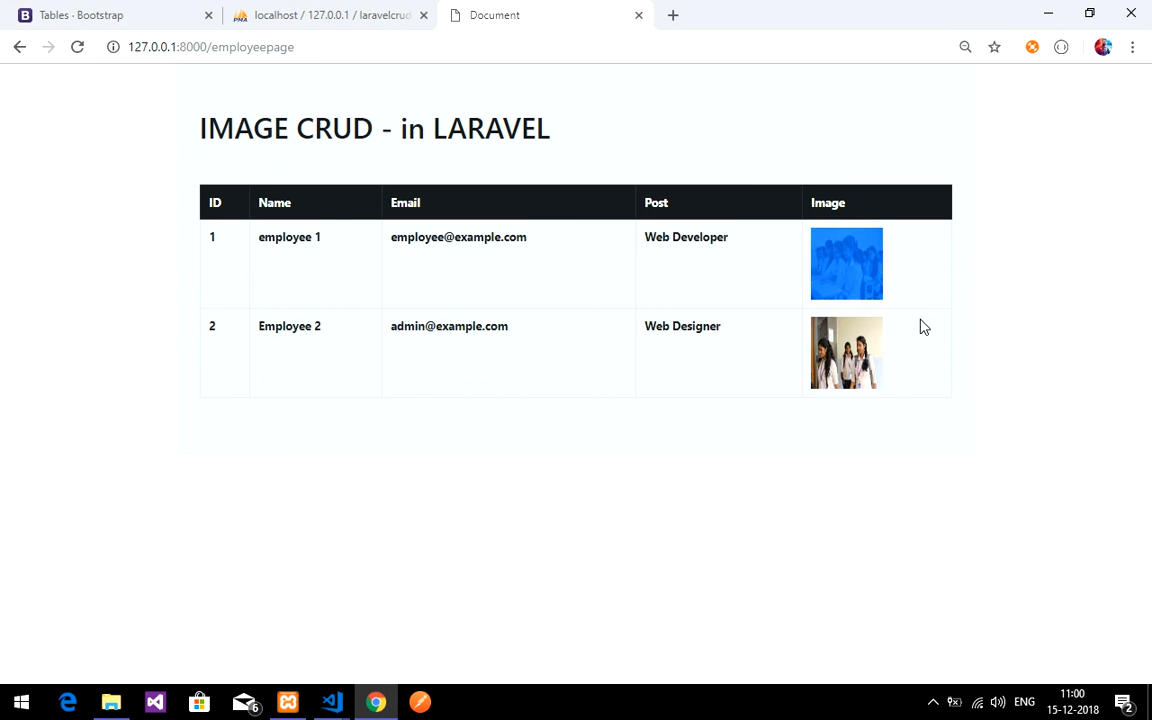 Tables · Bootstrap
localhost / 127.0.0.1 / laravelcrud
Document
127.0.0.1:8000/employeepage
IMAGE CRUD - in LARAVEL
ID Name Email Post Image
1 employee 1 employee@example.com Web Developer
2 Employee 2 admin@example.com Web Designer
6
ENG
11:00
15-12-2018
2